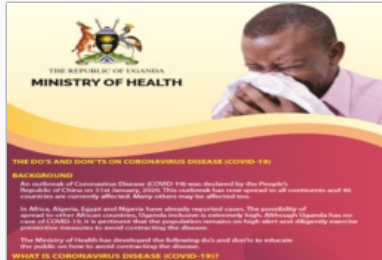 THE REPUBLIC OF UGANDA
MINISTRY OF HEALTH
THE DO'S AND DON'TS ON CORONAVIRUS DISEASE (COVID-19)
BACKGROUND
An outbreak of Coronavirus Disease (COVID-19) was declared by the People's
Republic of China on 31st January, 2020. This outbreak has now spread to all continents and 46
countries are currently affected. Many others may be affected too.
In Africa, Algeria, Egypt and Nigeria have already reported cases. The possibility of
spread to other African countries, Uganda inclusive is extremely high. Although Uganda has no
case of COVID-19, it is pertinent that the population remains on high alert and diligently exercise
preventive measures to avoid contracting the disease.
The Ministry of Health has developed the following do's and don'ts to educate
the public on how to avoid contracting the disease.
WHAT IS CORONAVIRUS DISEASE (COVID-19)?